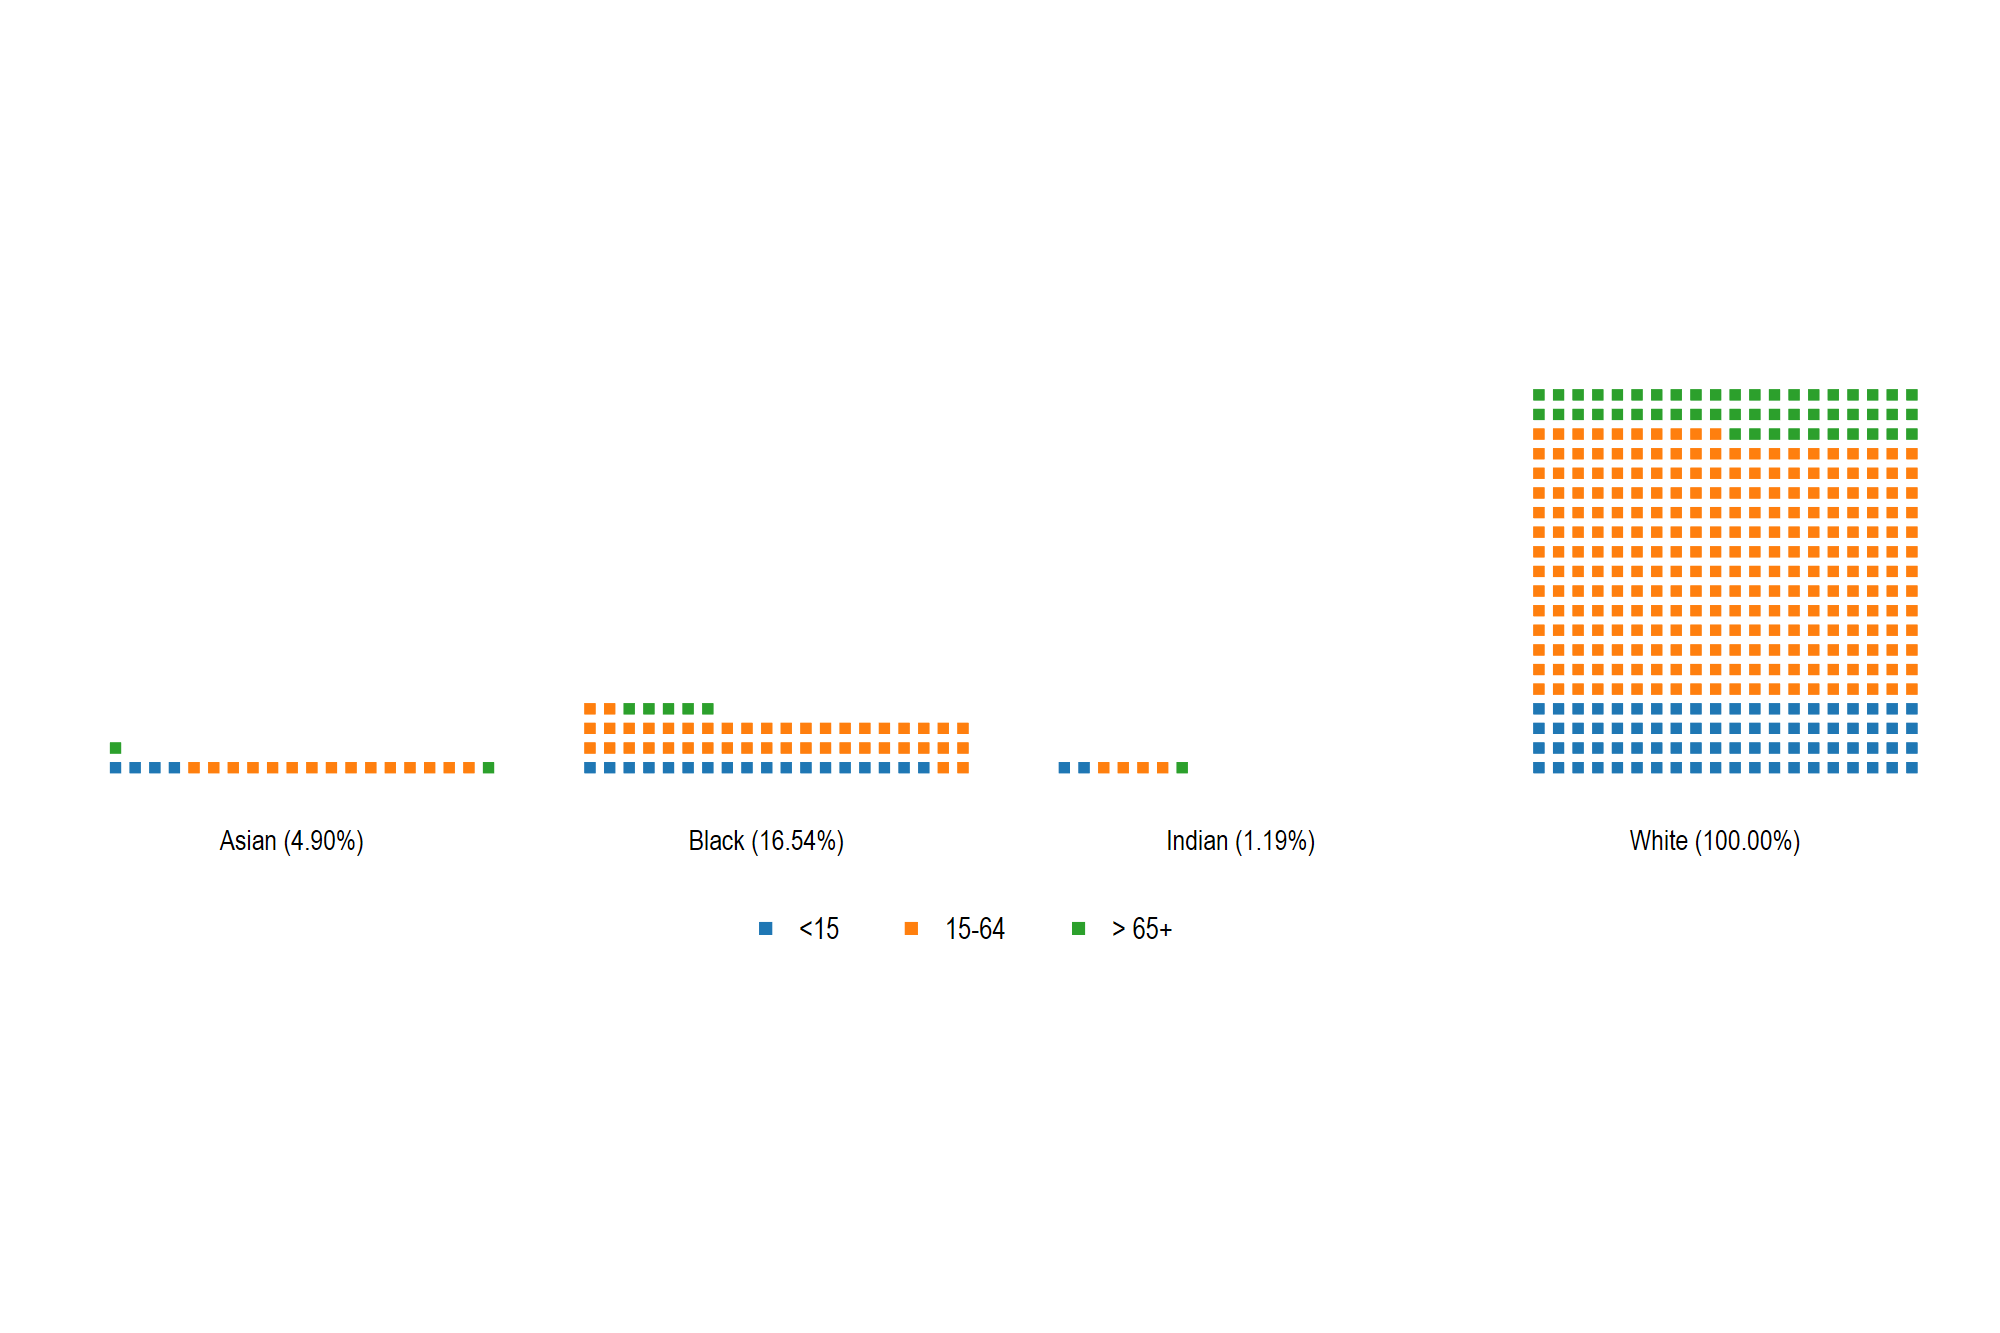 Asian (4.90%) Black (16.54%) Indian (1.19%) White (100.00%)
<15 15-64 > 65+